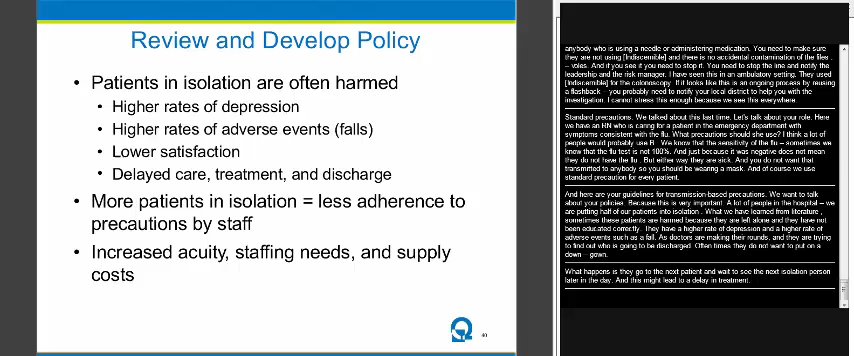 Review and Develop Policy
• Patients in isolation are often harmed
• Higher rates of depression
• Higher rates of adverse events (falls)
• Lower satisfaction
• Delayed care, treatment, and discharge
• More patients in isolation = less adherence to
precautions by staff
• Increased acuity, staffing needs, and supply
costs
40
anybody who is using a needle or administering medication. You need to make sure
they are not using [Indiscernible] and there is no accidental contamination of the files .
– voles. And if you see it you need to stop it. You need to stop the line and notify the
leadership and the risk manager. I have seen this in an ambulatory setting. They used
[Indiscernible] for the colonoscopy. If it looks like this is an ongoing process by reusing
a flashback – you probably need to notify your local district to help you with the
investigation. I cannot stress this enough because we see this everywhere.
Standard precautions. We talked about this last time. Let's talk about your role. Here
we have an RN who is caring for a patient in the emergency department with
symptoms consistent with the flu. What precautions should she use? I think a lot of
people would probably use B . We know that the sensitivity of the flu – sometimes we
know that the flu test is not 100%. And just because it was negative does not mean
they do not have the flu . But either way they are sick. And you do not want that
transmitted to anybody so you should be wearing a mask. And of course we use
standard precaution for every patient.
And here are your guidelines for transmission-based precautions. We want to talk
about your policies. Because this is very important. A lot of people in the hospital – we
are putting half of our patients into isolation . What we have learned from literature ,
sometimes these patients are harmed because they are left alone and they have not
been educated correctly. They have a higher rate of depression and a higher rate of
adverse events such as a fall. As doctors are making their rounds, and they are trying
to find out who is going to be discharged. Often times they do not want to put on a
down – gown.
What happens is they go to the next patient and wait to see the next isolation person
later in the day. And this might lead to a delay in treatment.